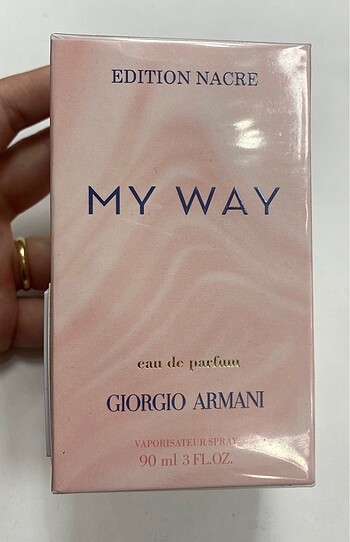 EDITION NACRE
MY WAY
eau de parfum
GIORGIO ARMANI
VAPORISATEUR SPRAY
90 ml 3 FL.OZ.